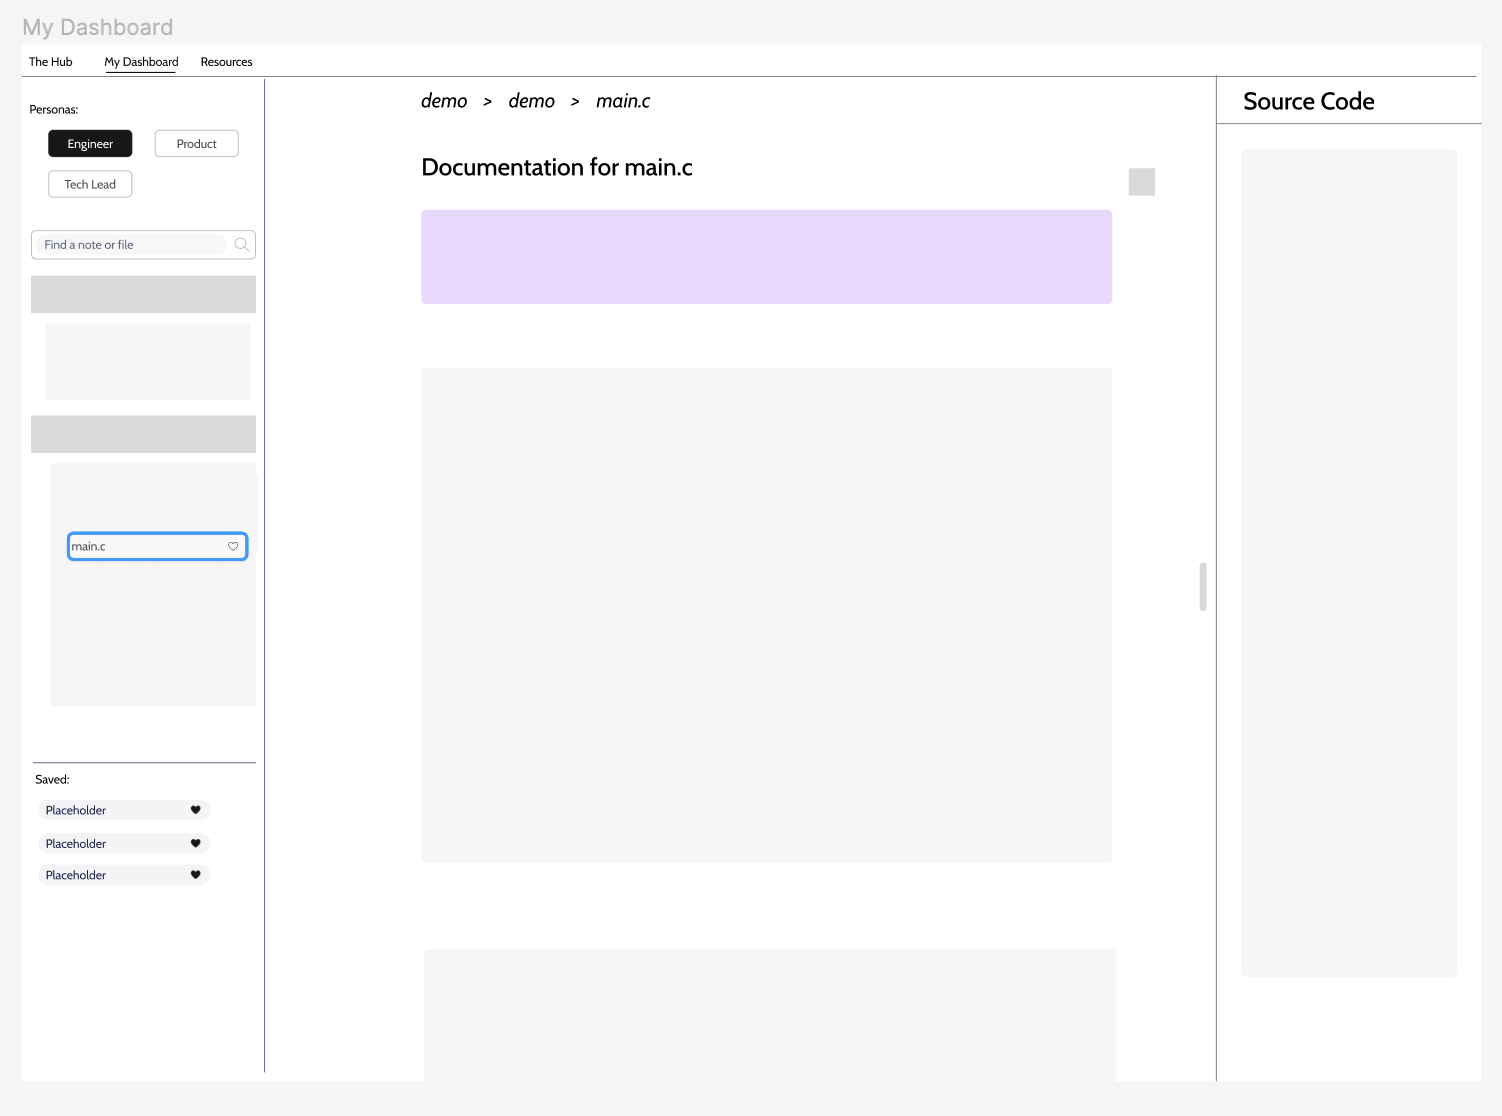 My Dashboard
The Hub My Dashboard Resources
Personas:
Engineer Product
Tech Lead
Find a note or file
main.c
Saved:
Placeholder
Placeholder
Placeholder
demo > demo > main.c
Documentation for main.c
Source Code